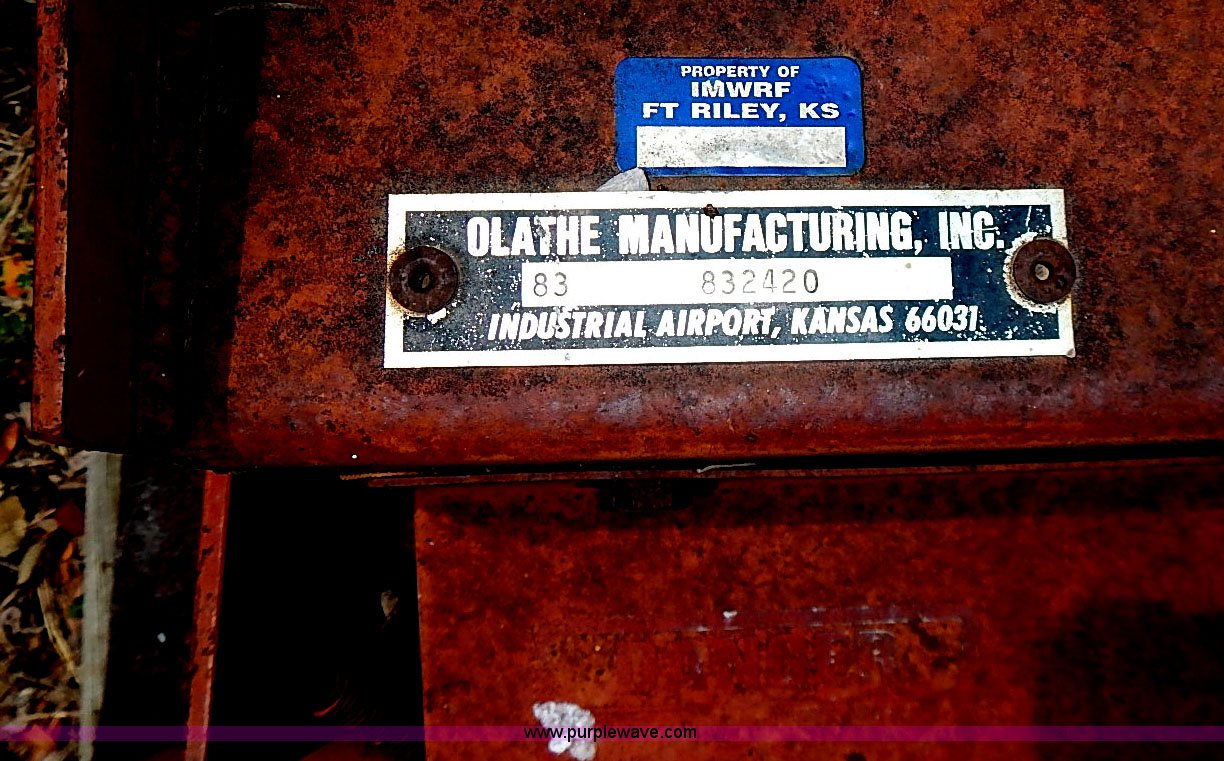 PROPERTY OF
IMWRF
FT RILEY, KS
OLATHE MANUFACTURING, INC.
83 832420
INDUSTRIAL AIRPORT, KANSAS 66031
www.purplewave.com